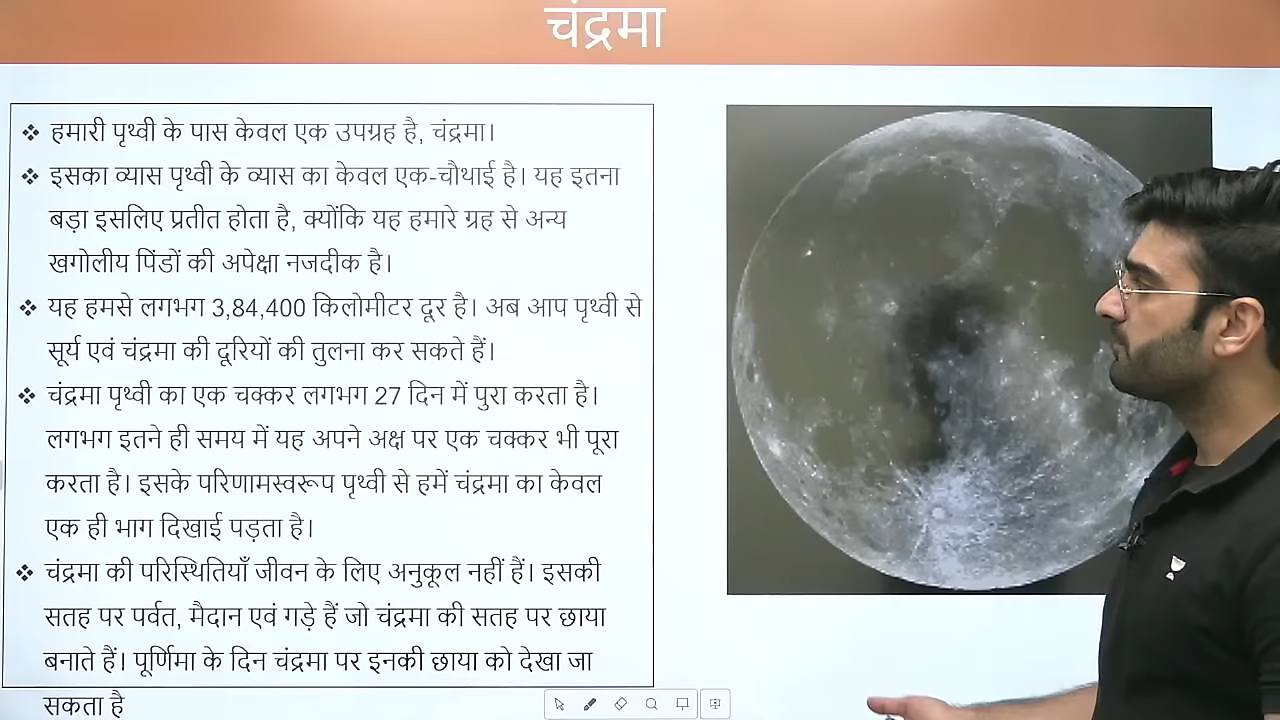 चंद्रमा
❖ हमारी पृथ्वी के पास केवल एक उपग्रह है, चंद्रमा।
❖ इसका व्यास पृथ्वी के व्यास का केवल एक-चौथाई है। यह इतना
बड़ा इसलिए प्रतीत होता है, क्योंकि यह हमारे ग्रह से अन्य
खगोलीय पिंडों की अपेक्षा नजदीक है।
❖ यह हमसे लगभग 3,84,400 किलोमीटर दूर है। अब आप पृथ्वी से
सूर्य एवं चंद्रमा की दूरियों की तुलना कर सकते हैं।
❖ चंद्रमा पृथ्वी का एक चक्कर लगभग 27 दिन में पुरा करता है।
लगभग इतने ही समय में यह अपने अक्ष पर एक चक्कर भी पूरा
करता है। इसके परिणामस्वरूप पृथ्वी से हमें चंद्रमा का केवल
एक ही भाग दिखाई पड़ता है।
❖ चंद्रमा की परिस्थितियाँ जीवन के लिए अनुकूल नहीं हैं। इसकी
सतह पर पर्वत, मैदान एवं गड़े हैं जो चंद्रमा की सतह पर छाया
बनाते हैं। पूर्णिमा के दिन चंद्रमा पर इनकी छाया को देखा जा
सकता है